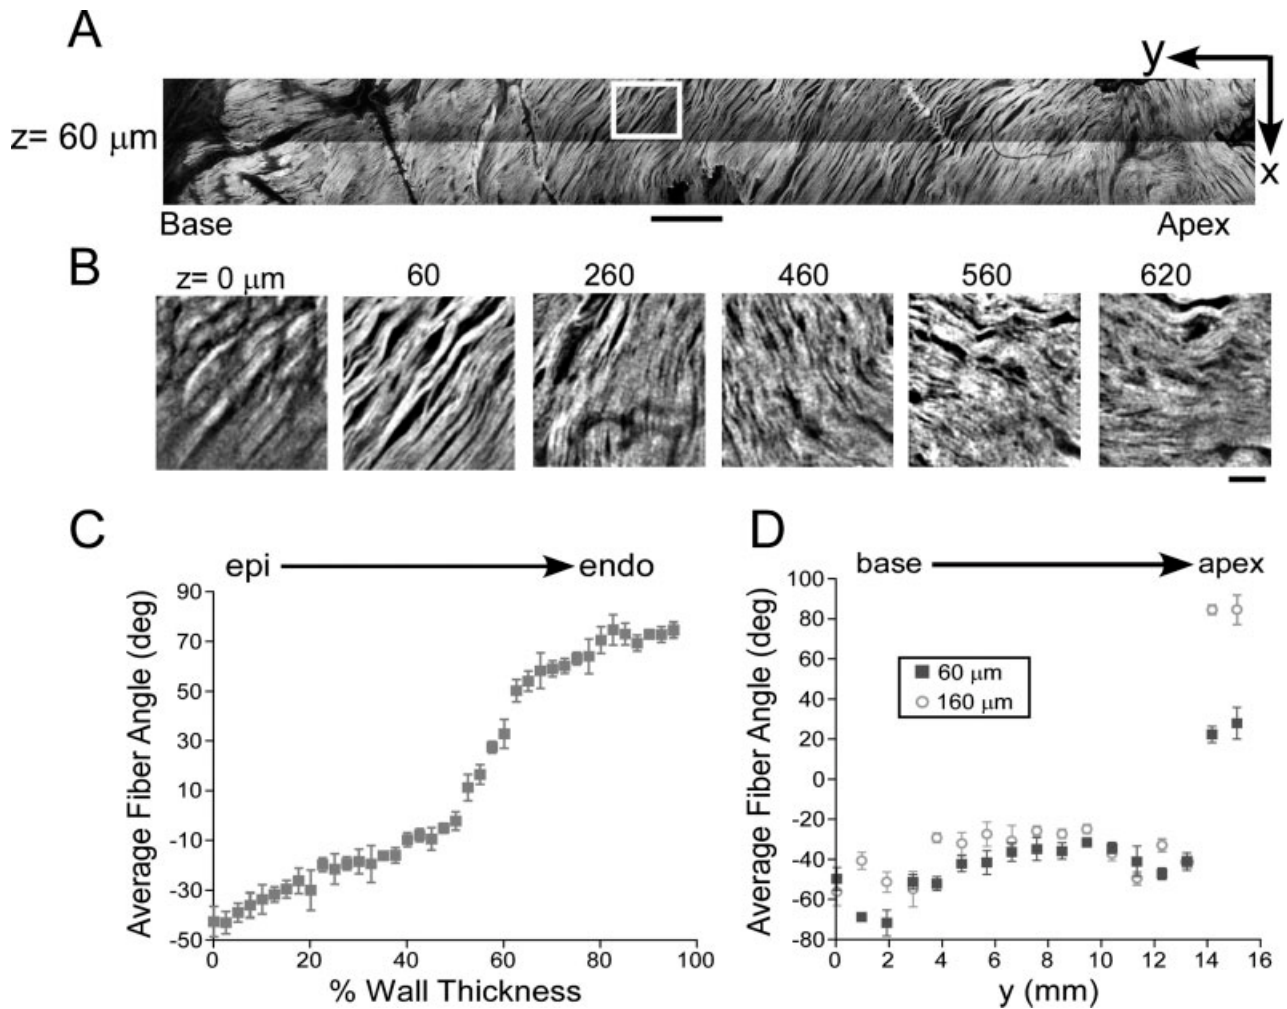 A
y
z= 60 μm
x
Base
Apex
B
z= 0 μm 60 260 460 560 620
C
epi endo
Average Fiber Angle (deg)
90
70
50
30
10
-10
-30
-50
0 20 40 60 80 100
% Wall Thickness
D
base apex
Average Fiber Angle (deg)
100
80
60
40
20
0
-20
-40
-60
-80
60 μm
160 μm
0 2 4 6 8 10 12 14 16
y (mm)